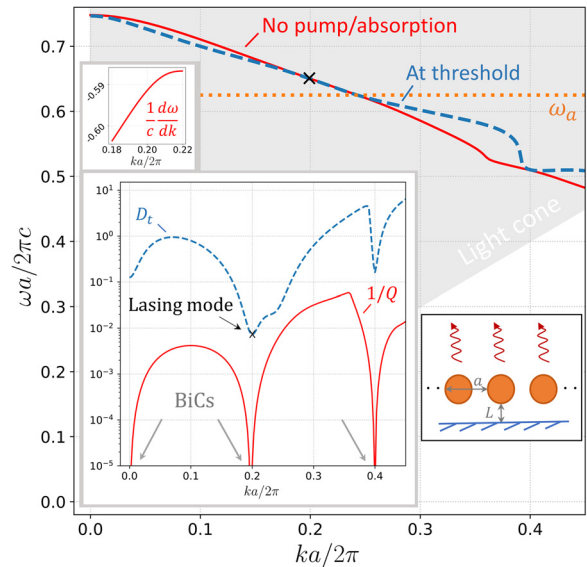 No pump/absorption
At threshold
ω_a
0.7
0.6
0.5
0.4
0.3
0.2
0.1
0.0
ωa/2πc
−0.59
−0.60
1/c dω/dk
0.18 0.20 0.22
ka/2π
Light cone
10^1
10^0
10^-1
10^-2
10^-3
10^-4
10^-5
D_t
Lasing mode
1/Q
BiCs
0.0 0.1 0.2 0.3 0.4
ka/2π
a
L
0.0 0.1 0.2 0.3 0.4
ka/2π